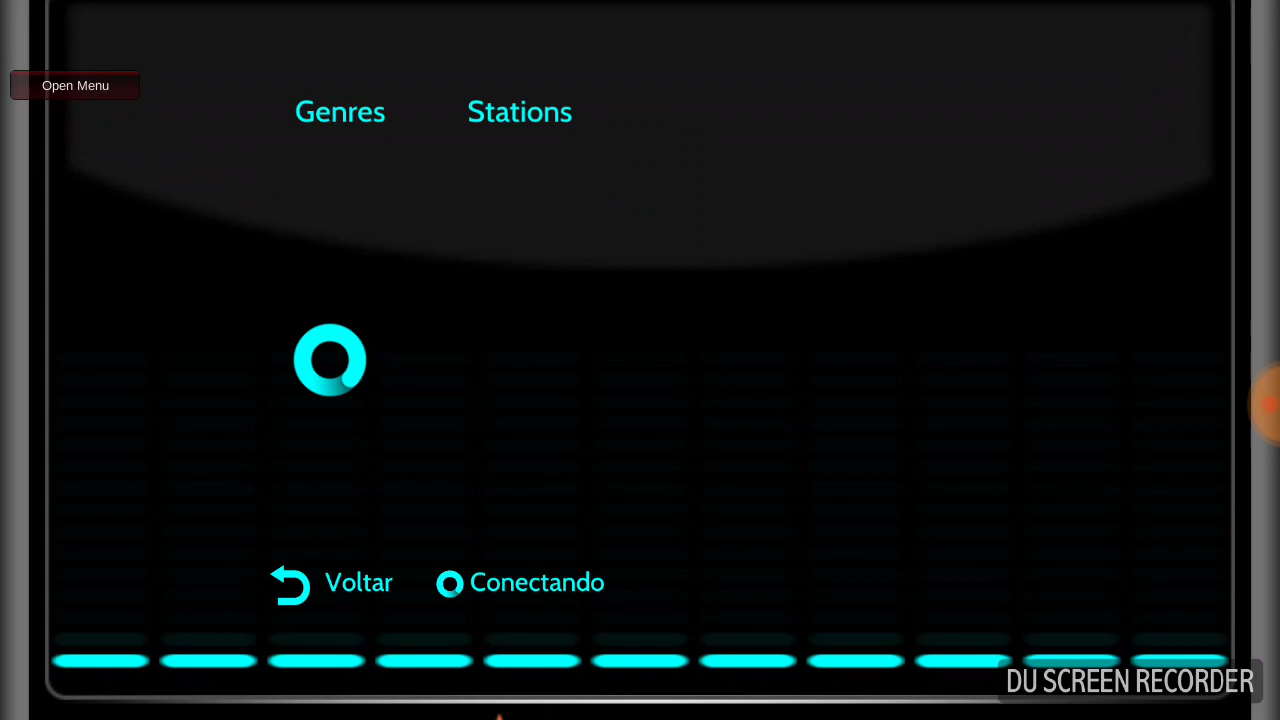 Open Menu
Genres Stations
Voltar Conectando
DU SCREEN RECORDER